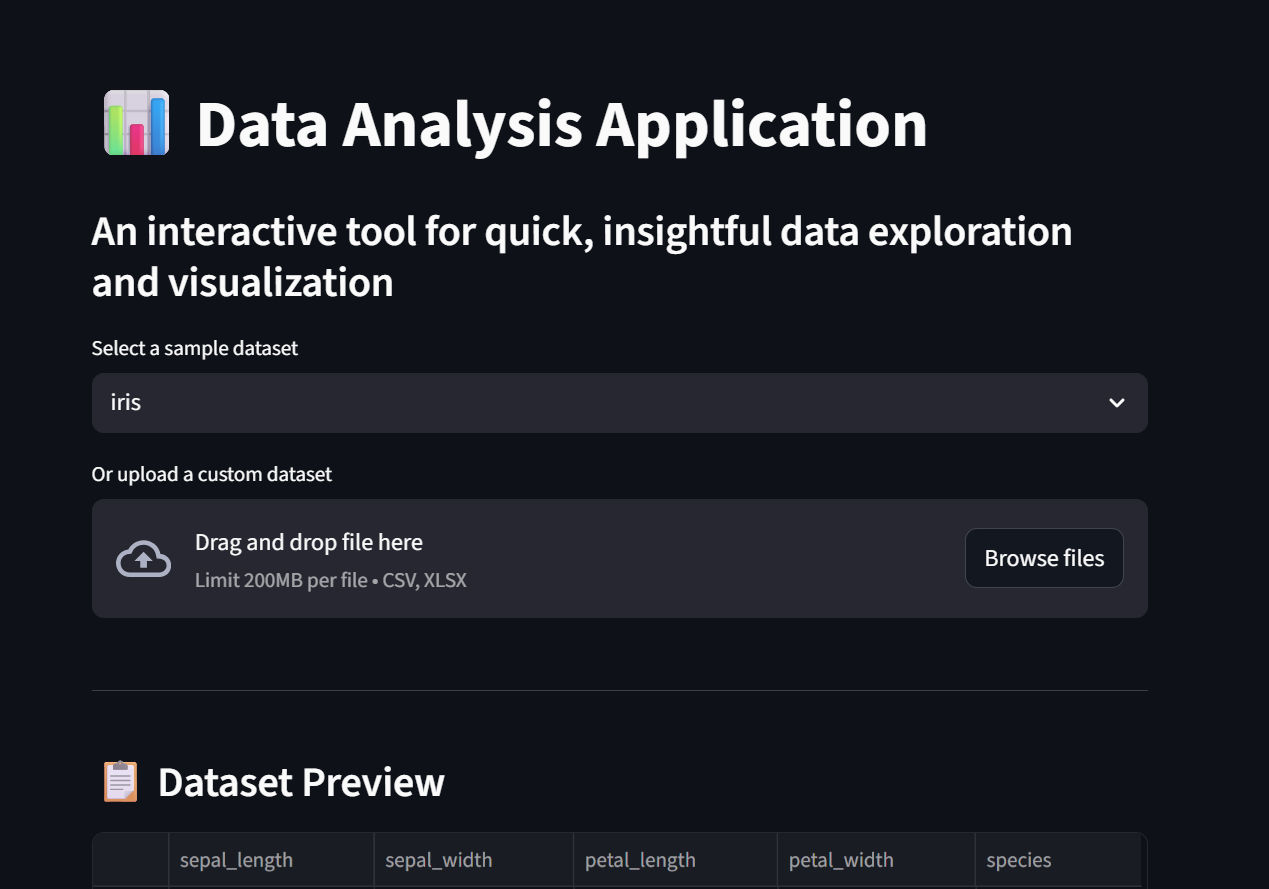 Data Analysis Application
An interactive tool for quick, insightful data exploration
and visualization
Select a sample dataset
iris
Or upload a custom dataset
Drag and drop file here
Limit 200MB per file • CSV, XLSX
Browse files
Dataset Preview
sepal_length sepal_width petal_length petal_width species